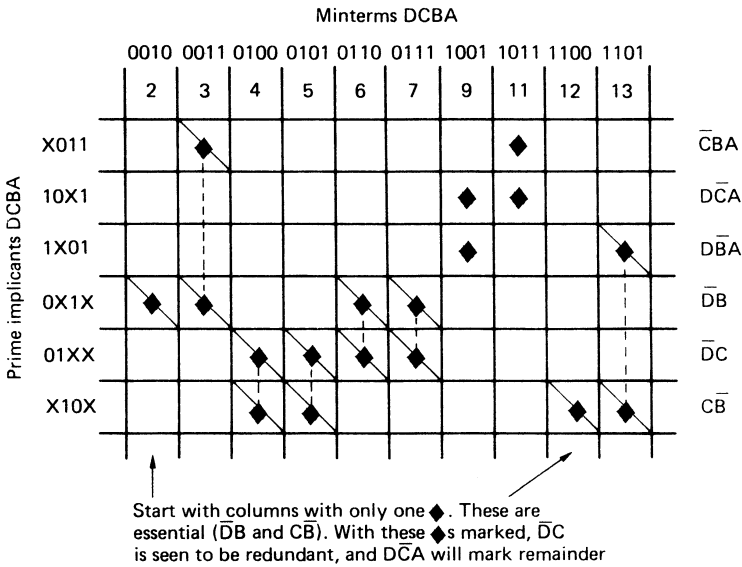 Minterms DCBA
0010 0011 0100 0101 0110 0111 1001 1011 1100 1101
2 3 4 5 6 7 9 11 12 13
Prime implicants DCBA
X011 C̅BA
10X1 DC̅A
1X01 DB̅A
0X1X D̅B
01XX D̅C
X10X CB̅
Start with columns with only one ♦. These are
essential (D̅B and CB̅). With these ♦s marked, D̅C
is seen to be redundant, and DC̅A will mark remainder